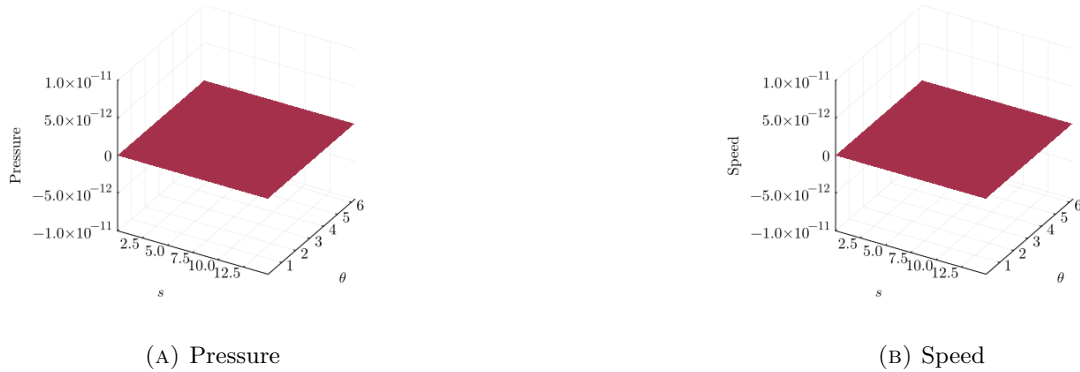 Pressure
1.0×10⁻¹¹
5.0×10⁻¹²
0
−5.0×10⁻¹²
−1.0×10⁻¹¹
2.5 5.0 7.5 10.0 12.5
s
1 2 3 4 5 6
θ
(A) Pressure
Speed
1.0×10⁻¹¹
5.0×10⁻¹²
0
−5.0×10⁻¹²
−1.0×10⁻¹¹
2.5 5.0 7.5 10.0 12.5
s
1 2 3 4 5 6
θ
(B) Speed